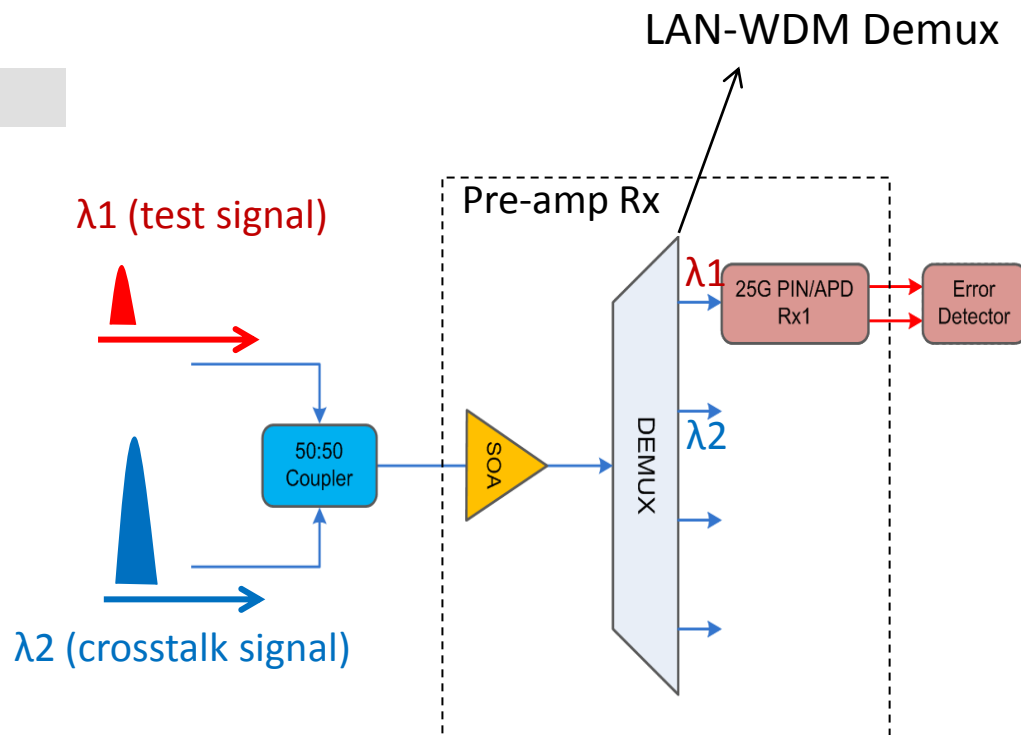 LAN-WDM Demux
Pre-amp Rx
λ1 (test signal)
λ1
25G PIN/APD
Rx1
Error
Detector
50:50
Coupler
SOA
DEMUX
λ2
λ2 (crosstalk signal)